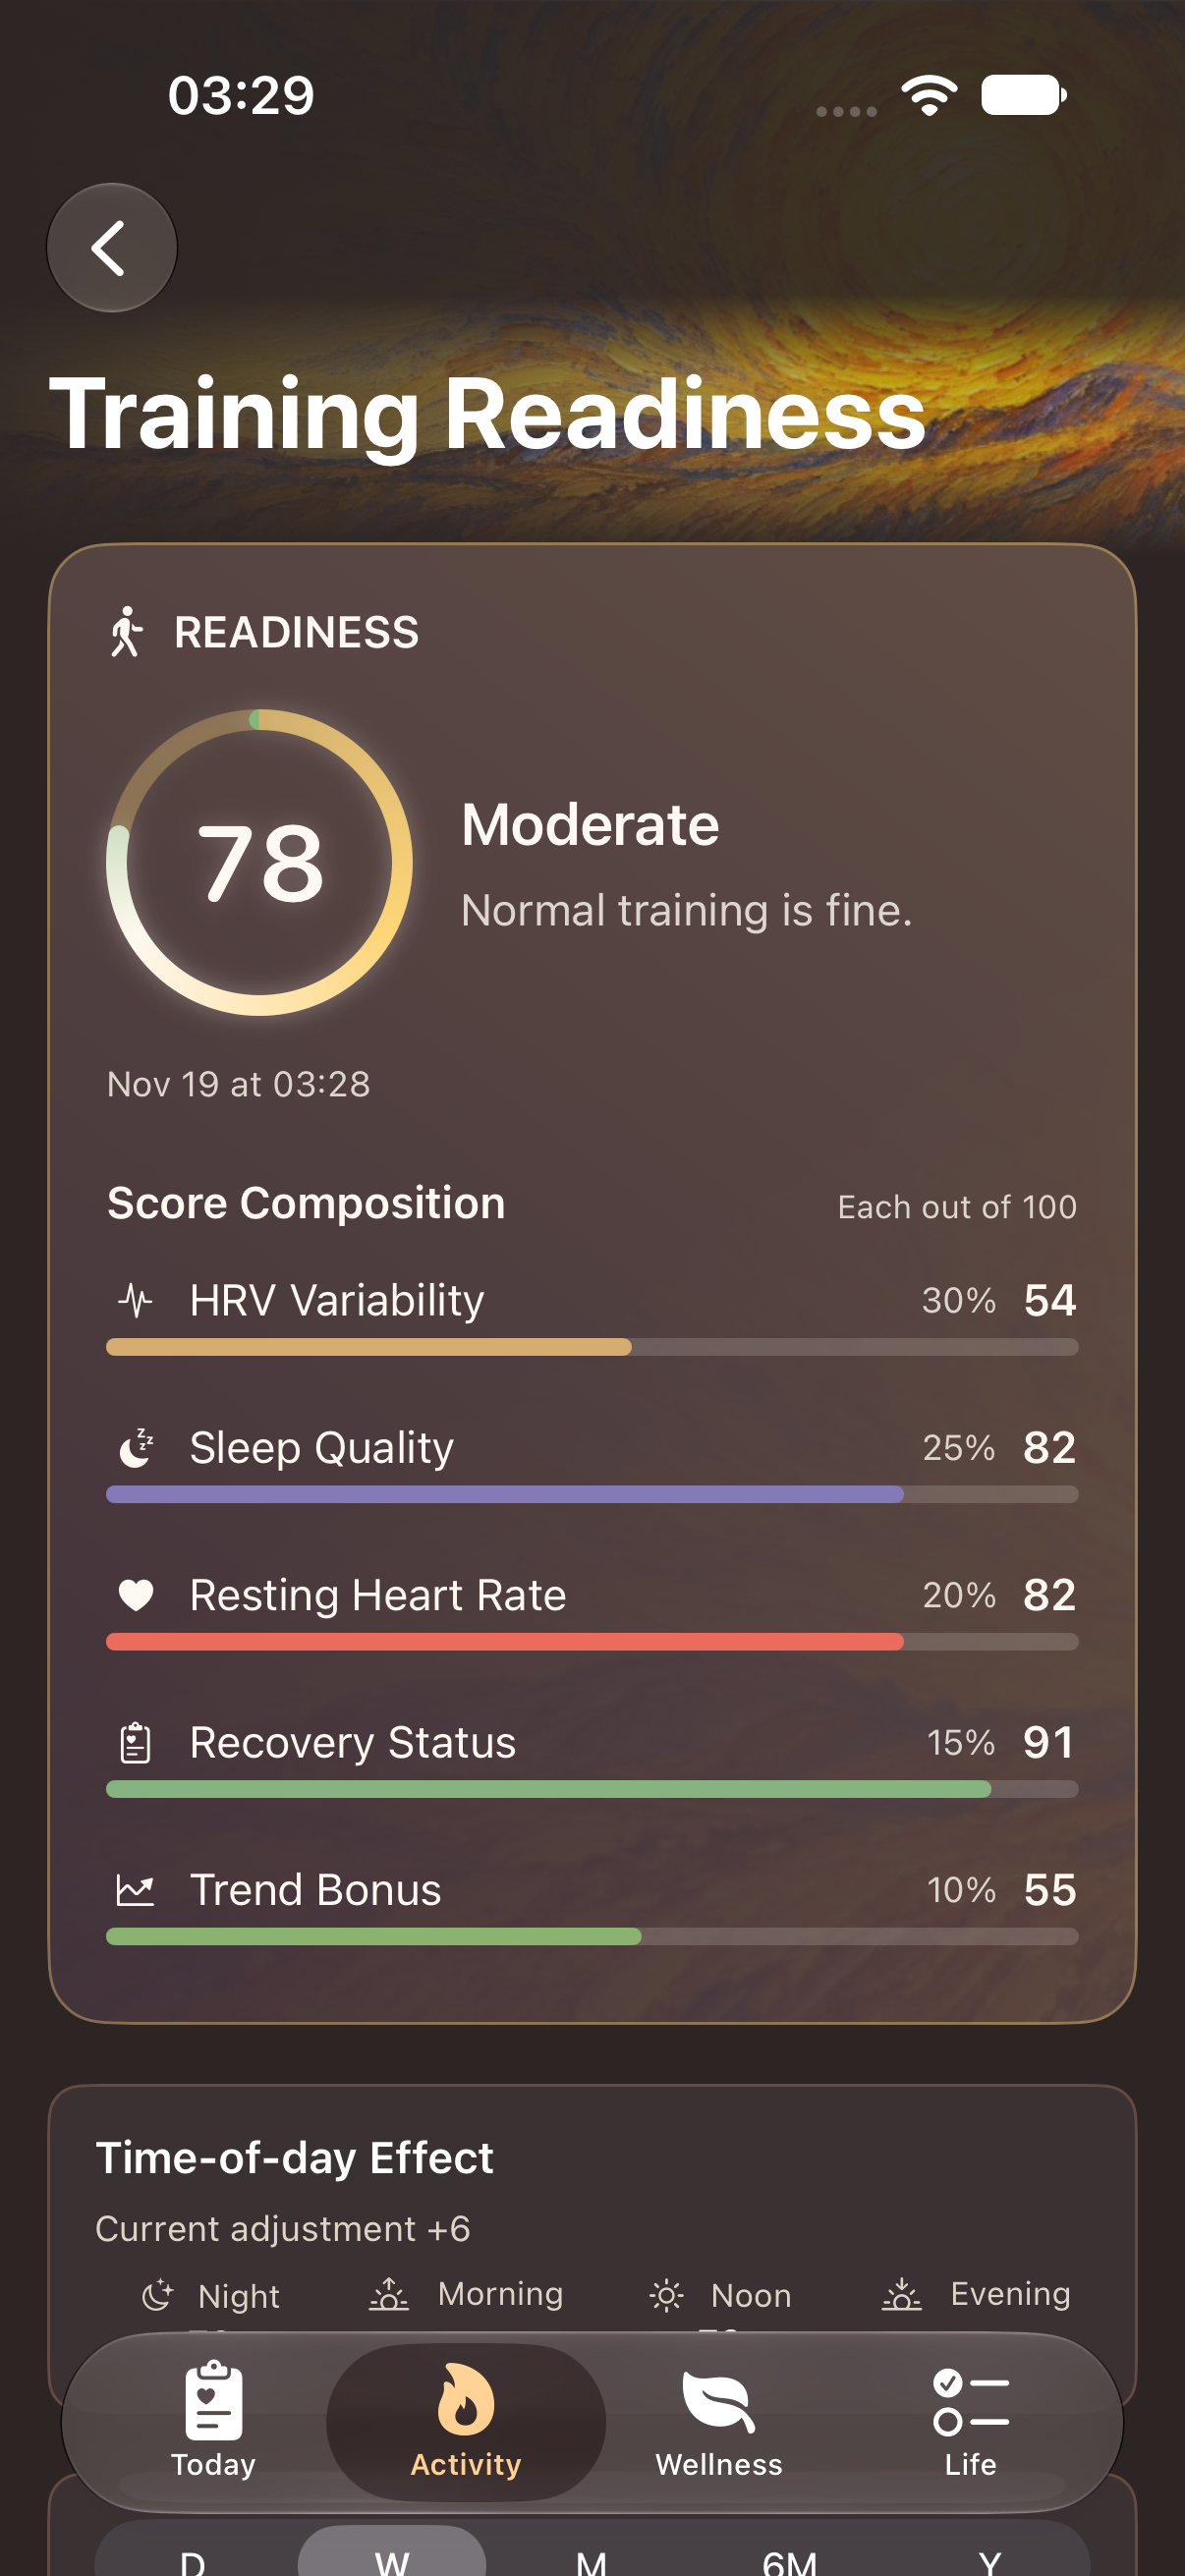 03:29
Training Readiness
READINESS
78
Moderate
Normal training is fine.
Nov 19 at 03:28
Score Composition Each out of 100
HRV Variability 30% 54
Sleep Quality 25% 82
Resting Heart Rate 20% 82
Recovery Status 15% 91
Trend Bonus 10% 55
Time-of-day Effect
Current adjustment +6
Night Morning Noon Evening
Today Activity Wellness Life
D W M 6M Y